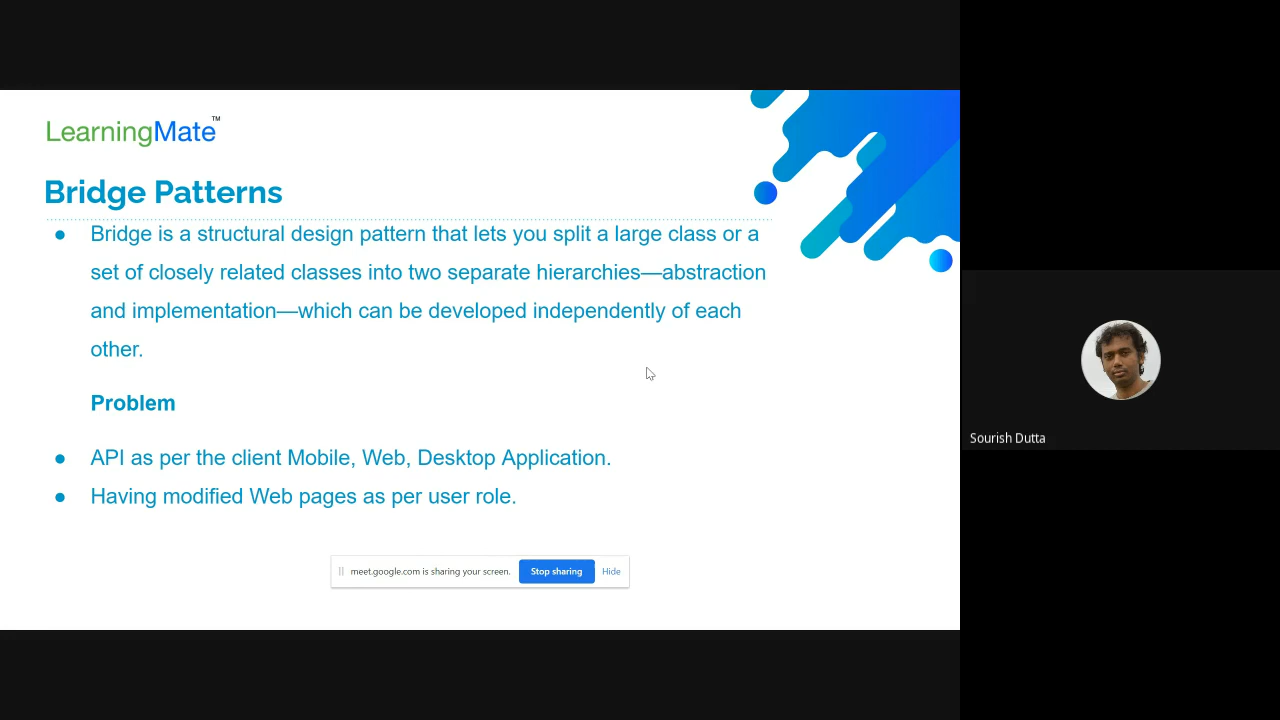 LearningMate™
Bridge Patterns
● Bridge is a structural design pattern that lets you split a large class or a
set of closely related classes into two separate hierarchies—abstraction
and implementation—which can be developed independently of each
other.
Problem
● API as per the client Mobile, Web, Desktop Application.
● Having modified Web pages as per user role.
meet.google.com is sharing your screen. Stop sharing Hide
Sourish Dutta